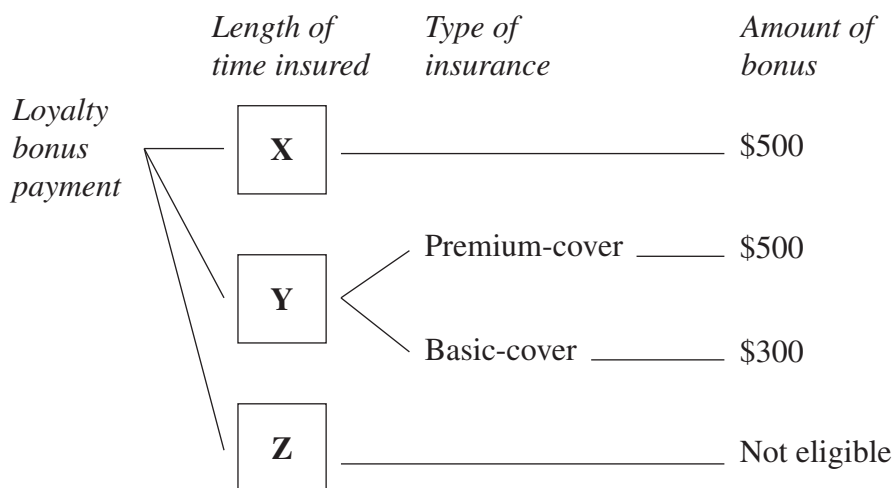 Length of
time insured
Type of
insurance
Amount of
bonus
Loyalty
bonus
payment
X
$500
Y
Premium-cover
$500
Basic-cover
$300
Z
Not eligible